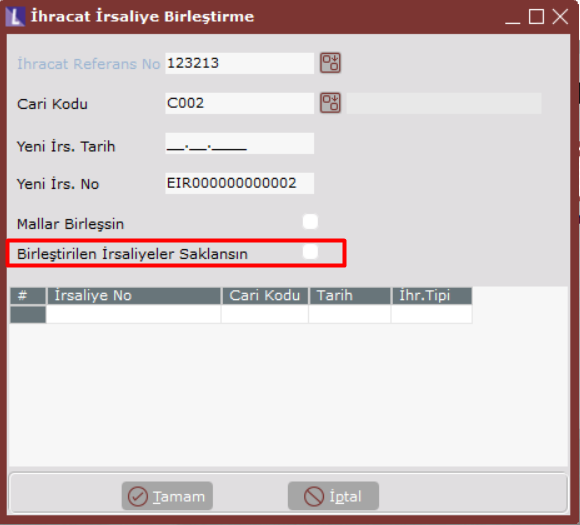 L İhracat İrsaliye Birleştirme
İhracat Referans No 123213
Cari Kodu C002
Yeni İrs. Tarih __.__.____
Yeni İrs. No EIR000000000002
Mallar Birleşsin
Birleştirilen İrsaliyeler Saklansın
# İrsaliye No Cari Kodu Tarih İhr.Tipi
Tamam İptal